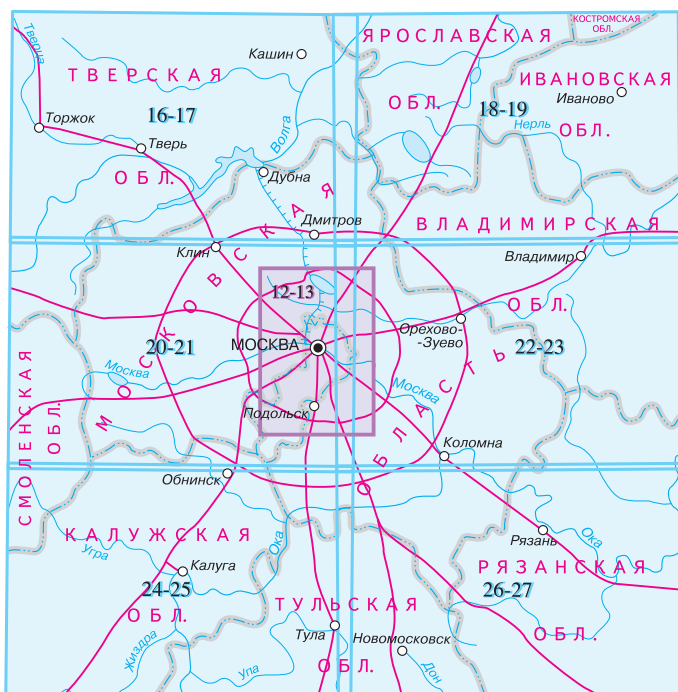 КОСТРОМСКАЯ
ОБЛ.
Тверца
ЯРОСЛАВСКАЯ
Кашин
ТВЕРСКАЯ
ИВАНОВСКАЯ
Иваново
ОБЛ.
18-19
16-17
Торжок
Нерль
ОБЛ.
Волга
Тверь
ОБЛ.
Дубна
Дмитров
ВЛАДИМИРСКАЯ
Клин
Владимир
МОСКОВСКАЯ
12-13
ОБЛ.
Орехово-
-Зуево
20-21
МОСКВА
22-23
Москва
Москва
СМОЛЕНСКАЯ
ОБЛ.
Подольск
ОБЛАСТЬ
Коломна
Обнинск
КАЛУЖСКАЯ
Угра
Ока
Ока
Рязань
Калуга
РЯЗАНСКАЯ
24-25
26-27
ОБЛ.
ТУЛЬСКАЯ
Тула
Новомосковск
ОБЛ.
Жиздра
Упа
ОБЛ.
Дон